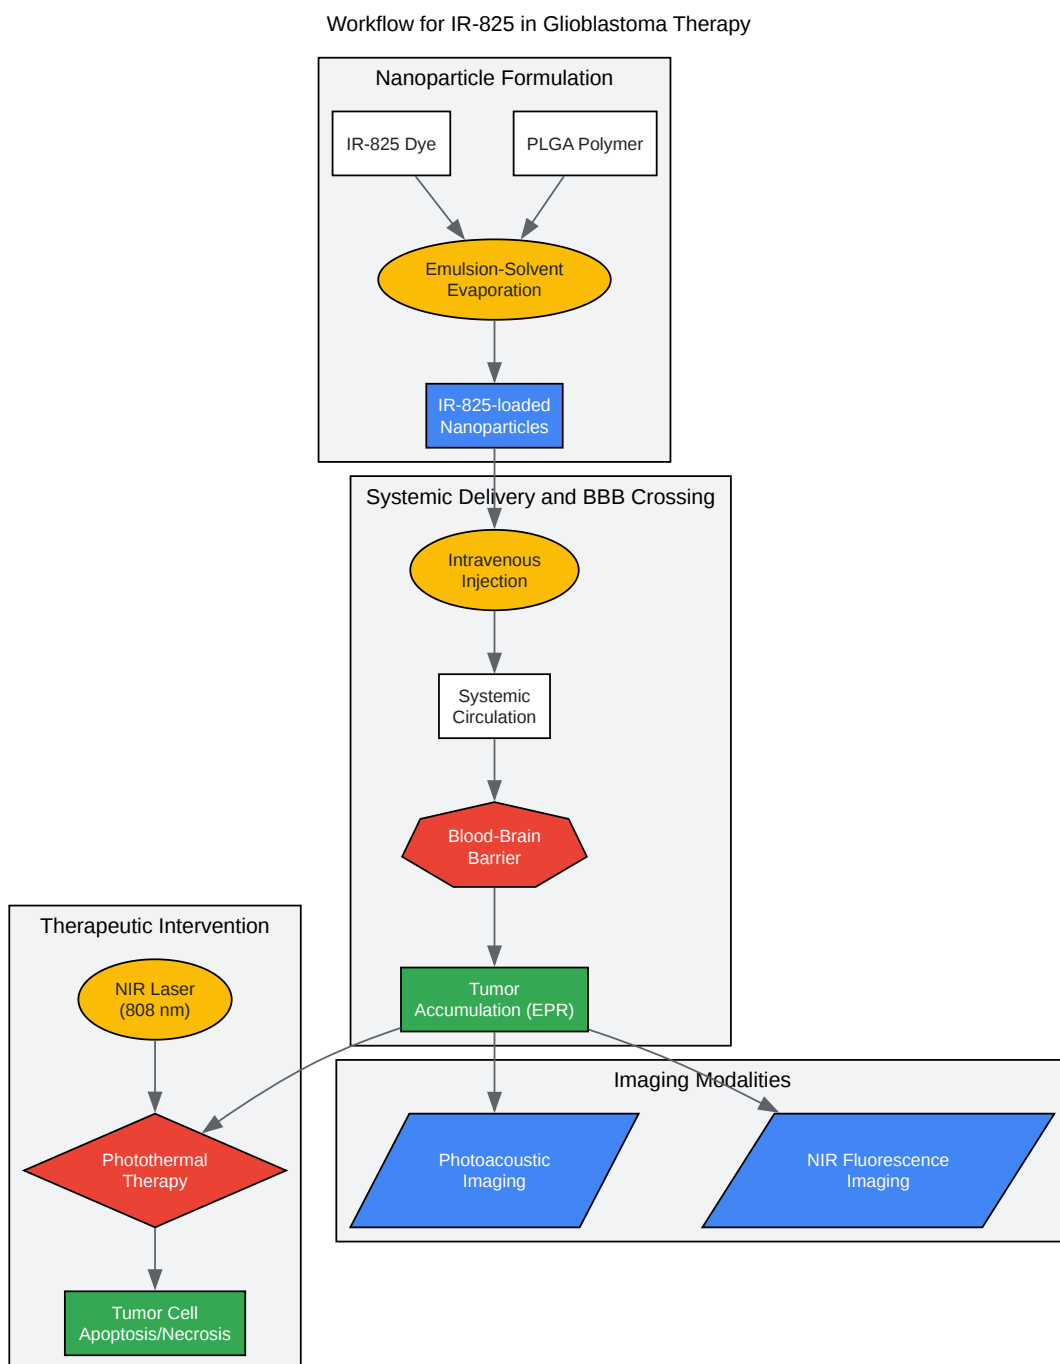 Workflow for IR-825 in Glioblastoma Therapy
Nanoparticle Formulation
IR-825 Dye
PLGA Polymer
Emulsion-Solvent
Evaporation
IR-825-loaded
Nanoparticles
Systemic Delivery and BBB Crossing
Intravenous
Injection
Systemic
Circulation
Blood-Brain
Barrier
Tumor
Accumulation (EPR)
Therapeutic Intervention
NIR Laser
(808 nm)
Photothermal
Therapy
Tumor Cell
Apoptosis/Necrosis
Imaging Modalities
Photoacoustic
Imaging
NIR Fluorescence
Imaging